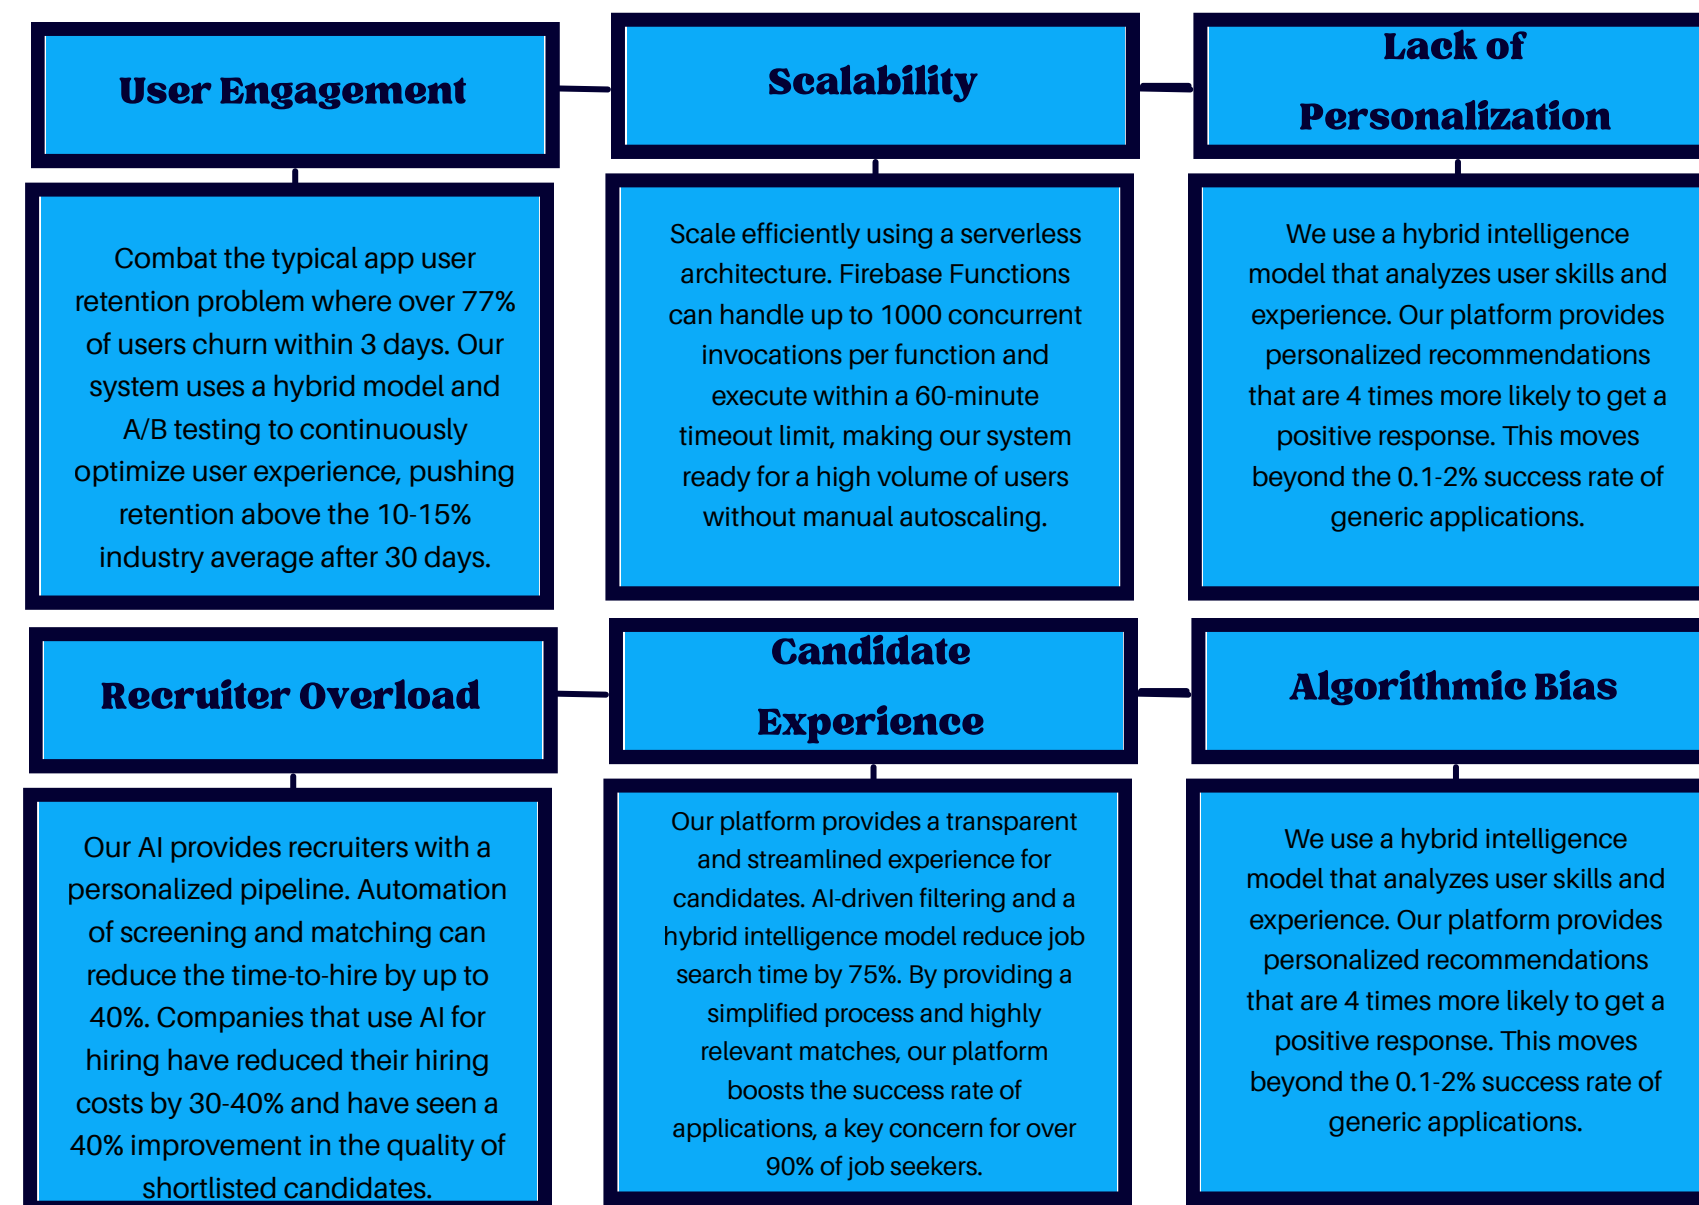 User Engagement
Combat the typical app user
retention problem where over 77%
of users churn within 3 days. Our
system uses a hybrid model and
A/B testing to continuously
optimize user experience, pushing
retention above the 10-15%
industry average after 30 days.
Scalability
Scale efficiently using a serverless
architecture. Firebase Functions
can handle up to 1000 concurrent
invocations per function and
execute within a 60-minute
timeout limit, making our system
ready for a high volume of users
without manual autoscaling.
Lack of
Personalization
We use a hybrid intelligence
model that analyzes user skills and
experience. Our platform provides
personalized recommendations
that are 4 times more likely to get a
positive response. This moves
beyond the 0.1-2% success rate of
generic applications.
Recruiter Overload
Our AI provides recruiters with a
personalized pipeline. Automation
of screening and matching can
reduce the time-to-hire by up to
40%. Companies that use AI for
hiring have reduced their hiring
costs by 30-40% and have seen a
40% improvement in the quality of
shortlisted candidates.
Candidate
Experience
Our platform provides a transparent
and streamlined experience for
candidates. AI-driven filtering and a
hybrid intelligence model reduce job
search time by 75%. By providing a
simplified process and highly
relevant matches, our platform
boosts the success rate of
applications, a key concern for over
90% of job seekers.
Algorithmic Bias
We use a hybrid intelligence
model that analyzes user skills and
experience. Our platform provides
personalized recommendations
that are 4 times more likely to get a
positive response. This moves
beyond the 0.1-2% success rate of
generic applications.